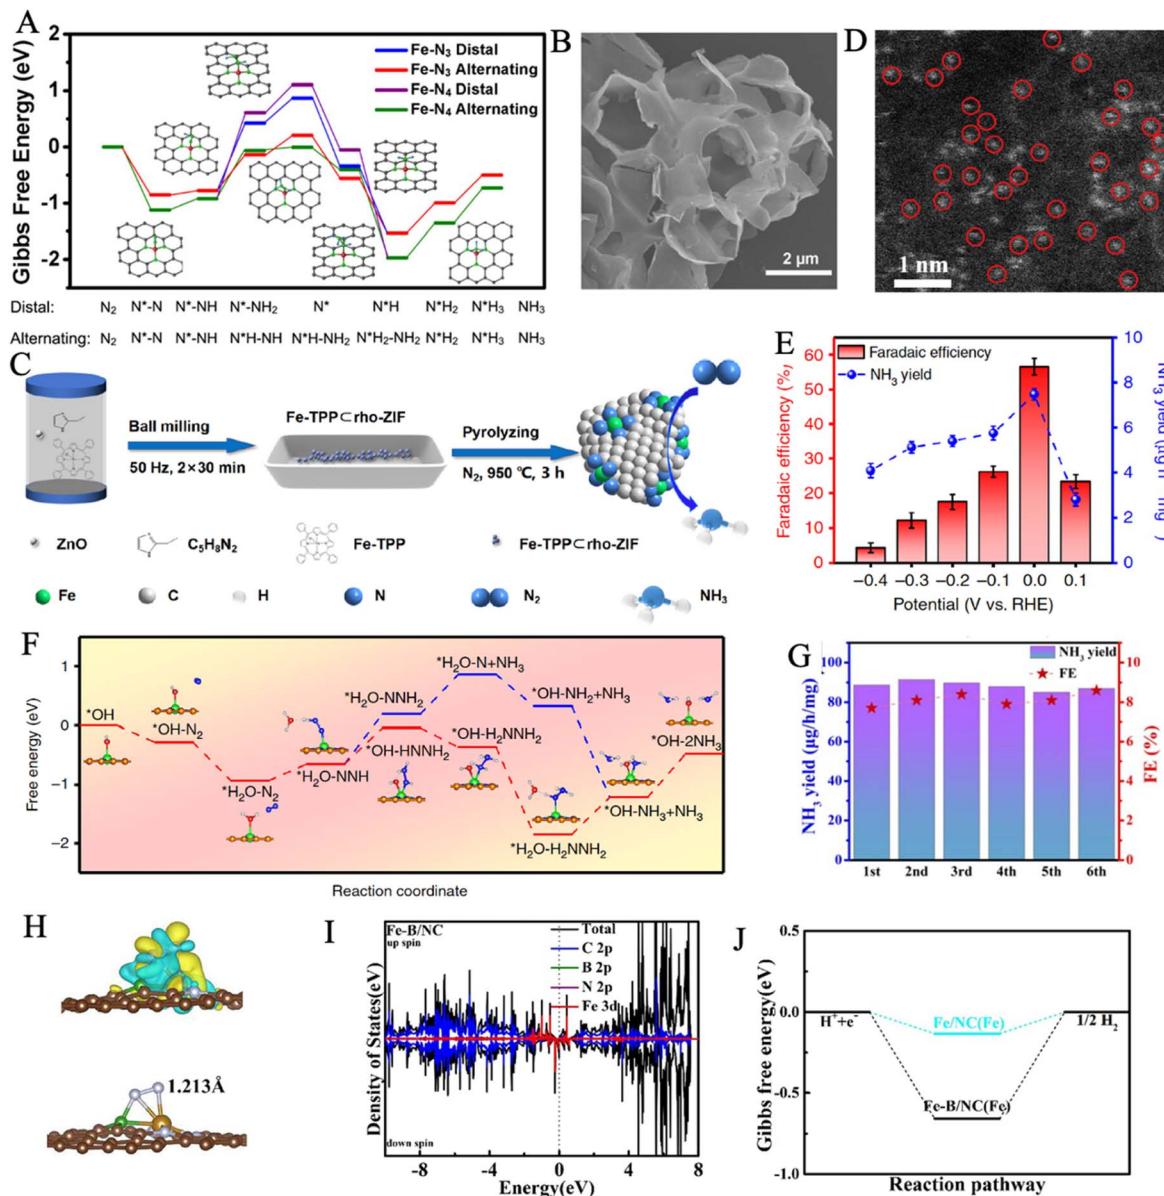 A
Gibbs Free Energy (eV)
2
1
0
-1
-2
Fe-N3 Distal
Fe-N3 Alternating
Fe-N4 Distal
Fe-N4 Alternating
Distal: N2 N*-N N*-NH N*-NH2 N* N*H N*H2 N*H3 NH3
Alternating: N2 N*-N N*-NH N*H-NH N*H-NH2 N*H2-NH2 N*H2 N*H3 NH3
B
2 µm
D
1 nm
C
Ball milling
50 Hz, 2×30 min
Fe-TPP⊂rho-ZIF
Pyrolyzing
N2, 950 ℃, 3 h
ZnO C5H8N2 Fe-TPP Fe-TPP⊂rho-ZIF
Fe C H N N2 NH3
E
Faradaic efficiency (%)
60
50
40
30
20
10
0
Faradaic efficiency
NH3 yield
10
8
6
4
2
0
NH3 yield
−0.4 −0.3 −0.2 −0.1 0.0 0.1
Potential (V vs. RHE)
F
Free energy (eV)
1
0
−1
−2
*OH
*OH-N2
*H2O-N2
*H2O-NNH
*H2O-NNH2
*H2O-N+NH3
*OH-NH2+NH3
*OH-HNNH2
*OH-H2NNH2
*H2O-H2NNH2
*OH-NH3+NH3
*OH-2NH3
Reaction coordinate
G
NH3 yield (µg/h/mg)
100
80
60
40
20
0
NH3 yield
FE
10
8
6
4
2
0
FE (%)
1st 2nd 3rd 4th 5th 6th
H
1.213Å
I
Fe-B/NC
up spin
Total
C 2p
B 2p
N 2p
Fe 3d
Density of States(eV)
down spin
-8 -4 0 4 8
Energy(eV)
J
Gibbs free energy(eV)
0.5
0.0
-0.5
-1.0
H++e-
Fe/NC(Fe)
1/2 H2
Fe-B/NC(Fe)
Reaction pathway